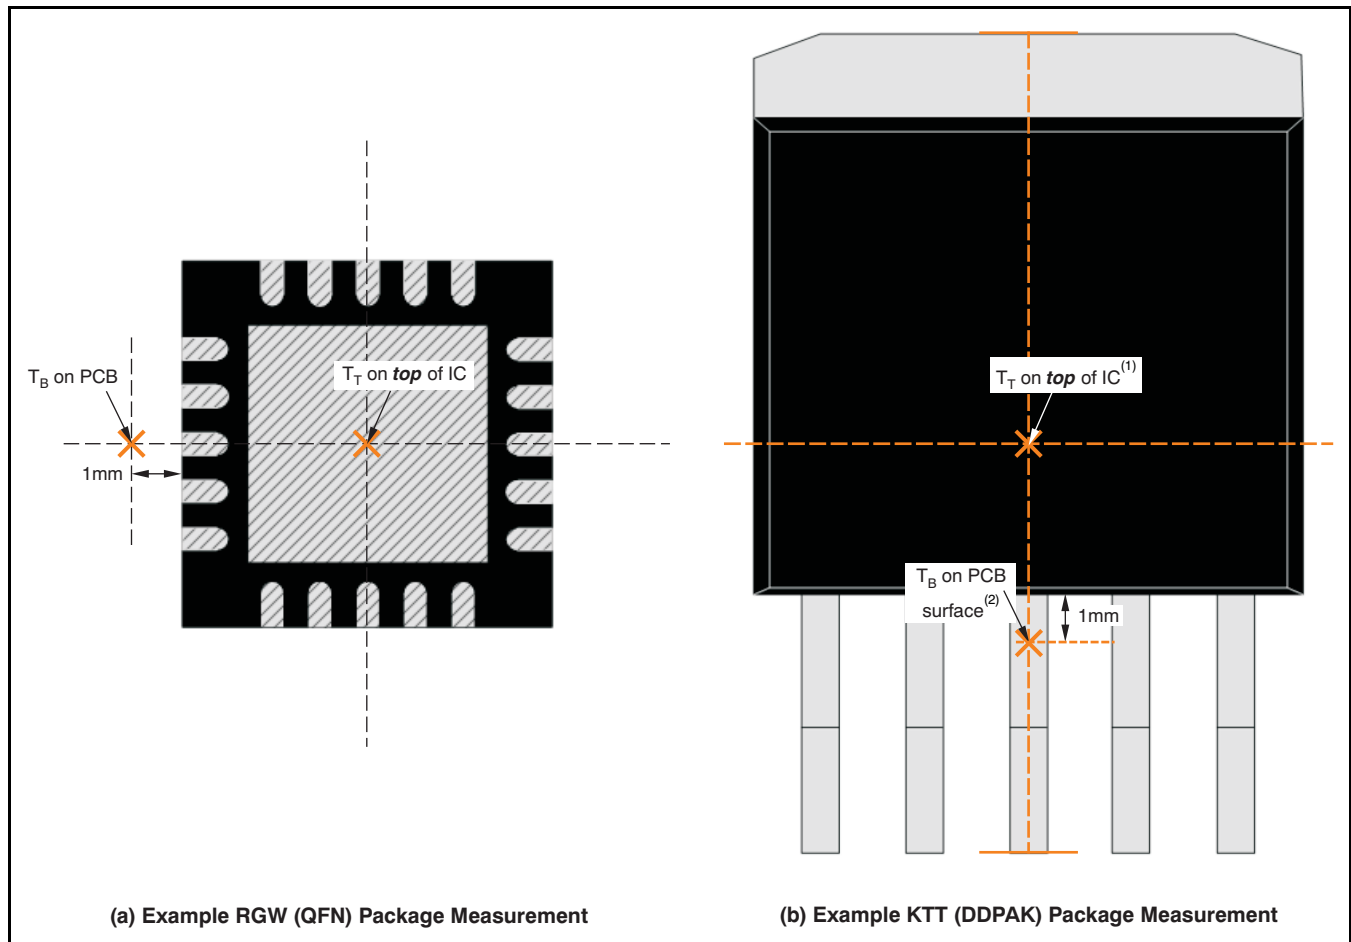 T_B on PCB
1mm
T_T on top of IC
(a) Example RGW (QFN) Package Measurement
T_T on top of IC(1)
T_B on PCB
surface(2)
1mm
(b) Example KTT (DDPAK) Package Measurement